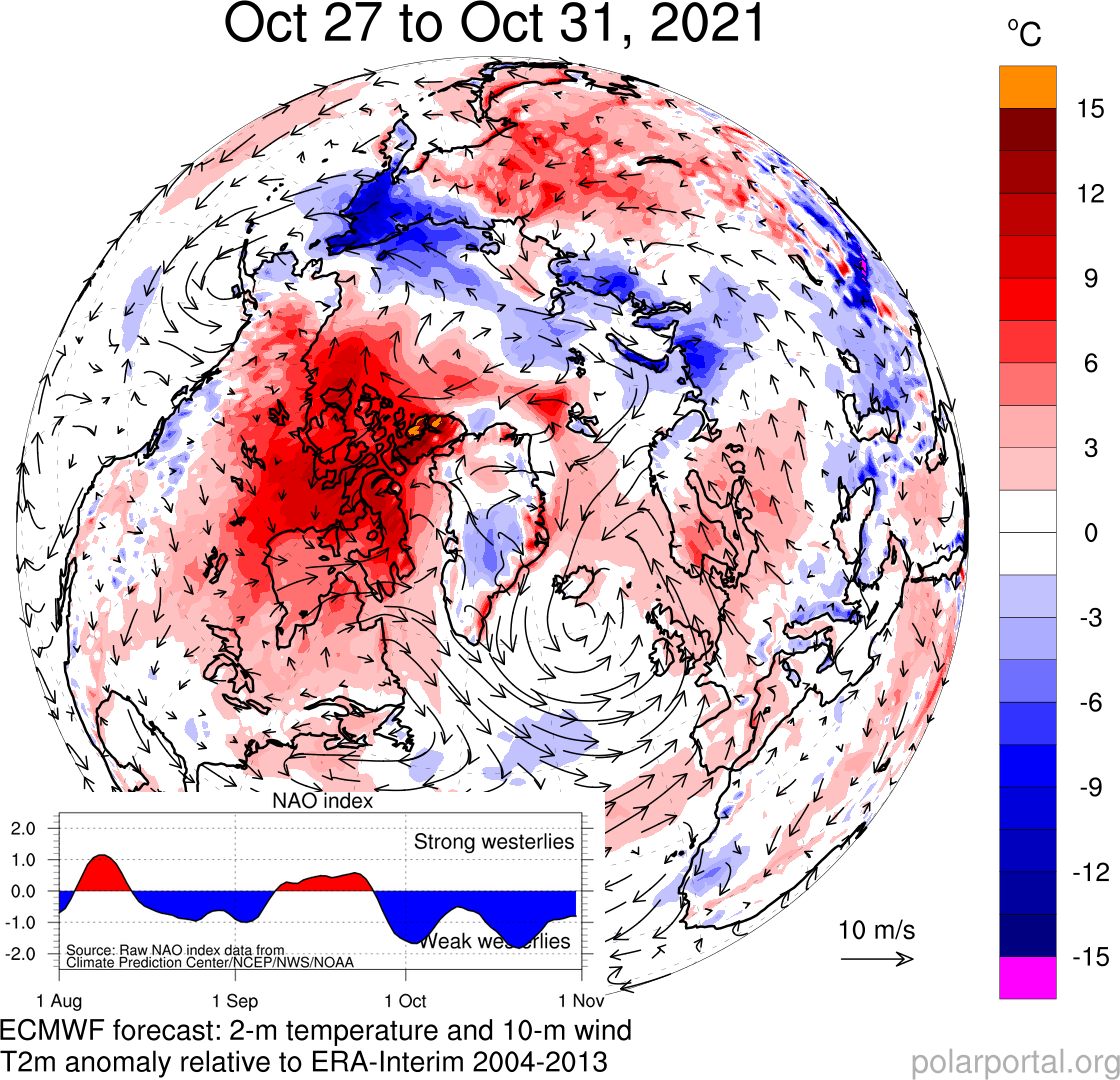 Oct 27 to Oct 31, 2021
°C
15
12
9
6
3
0
-3
-6
-9
-12
-15
10 m/s
NAO index
2.0
1.0
0.0
-1.0
-2.0
Strong westerlies
Weak westerlies
Source: Raw NAO index data from
Climate Prediction Center/NCEP/NWS/NOAA
1 Aug
1 Sep
1 Oct
1 Nov
ECMWF forecast: 2-m temperature and 10-m wind
T2m anomaly relative to ERA-Interim 2004-2013
polarportal.org